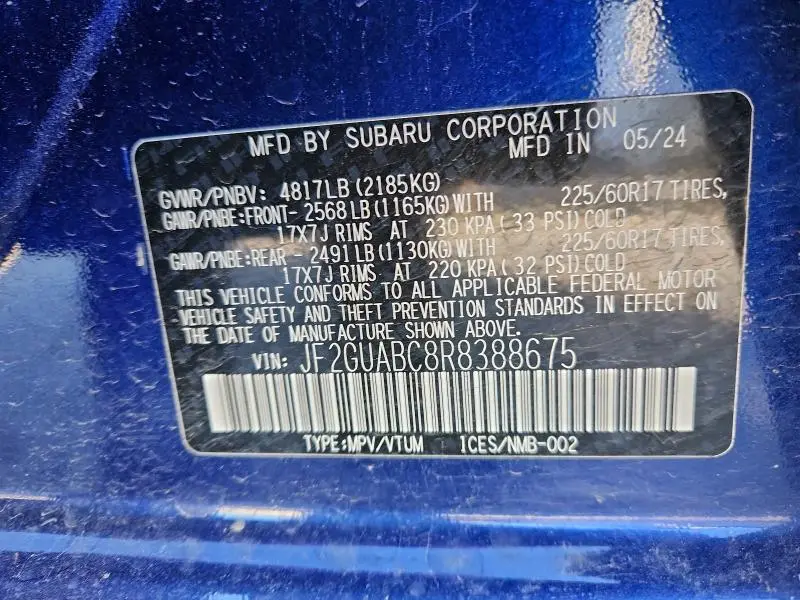 MFD BY SUBARU CORPORATION
MFD IN 05/24
GVWR/PNBV: 4817LB(2185KG)
GAWR/PNBE:FRONT- 2568LB(1165KG)WITH 225/60R17 TIRES,
17X7J RIMS AT 230 KPA( 33 PSI)COLD
GAWR/PNBE:REAR - 2491LB(1130KG)WITH 225/60R17 TIRES,
17X7J RIMS AT 220 KPA( 32 PSI)COLD
THIS VEHICLE CONFORMS TO ALL APPLICABLE FEDERAL MOTOR
VEHICLE SAFETY AND THEFT PREVENTION STANDARDS IN EFFECT ON
THE DATE OF MANUFACTURE SHOWN ABOVE.
VIN: JF2GUABC8R8388675
TYPE:MPV/VTUM ICES/NMB-002